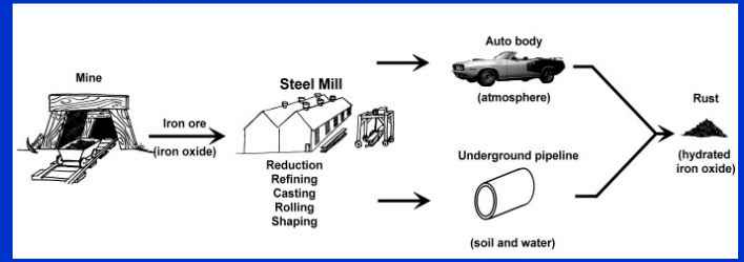 Mine
Iron ore
(iron oxide)
Steel Mill
Reduction
Refining
Casting
Rolling
Shaping
Auto body
(atmosphere)
Underground pipeline
(soil and water)
Rust
(hydrated
iron oxide)